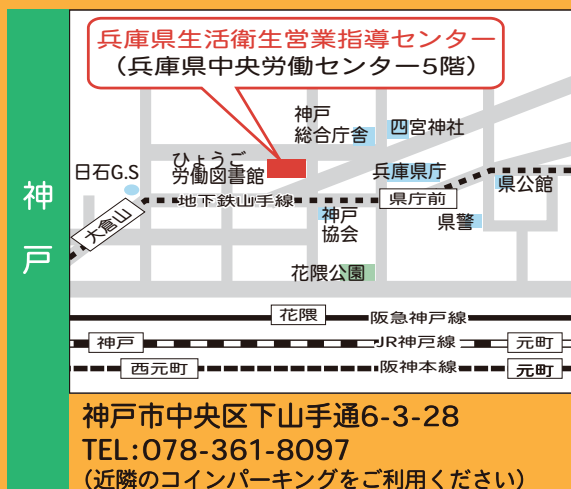 神戸
兵庫県生活衛生営業指導センター
(兵庫県中央労働センター5階)
神戸
総合庁舎
四宮神社
ひょうご
労働図書館
日石G.S
兵庫県庁
県公館
地下鉄山手線
県庁前
大倉山
神戸
協会
県警
花隈公園
花隈
阪急神戸線
神戸
JR神戸線
元町
西元町
阪神本線
元町
神戸市中央区下山手通6-3-28
TEL:078-361-8097
(近隣のコインパーキングをご利用ください)